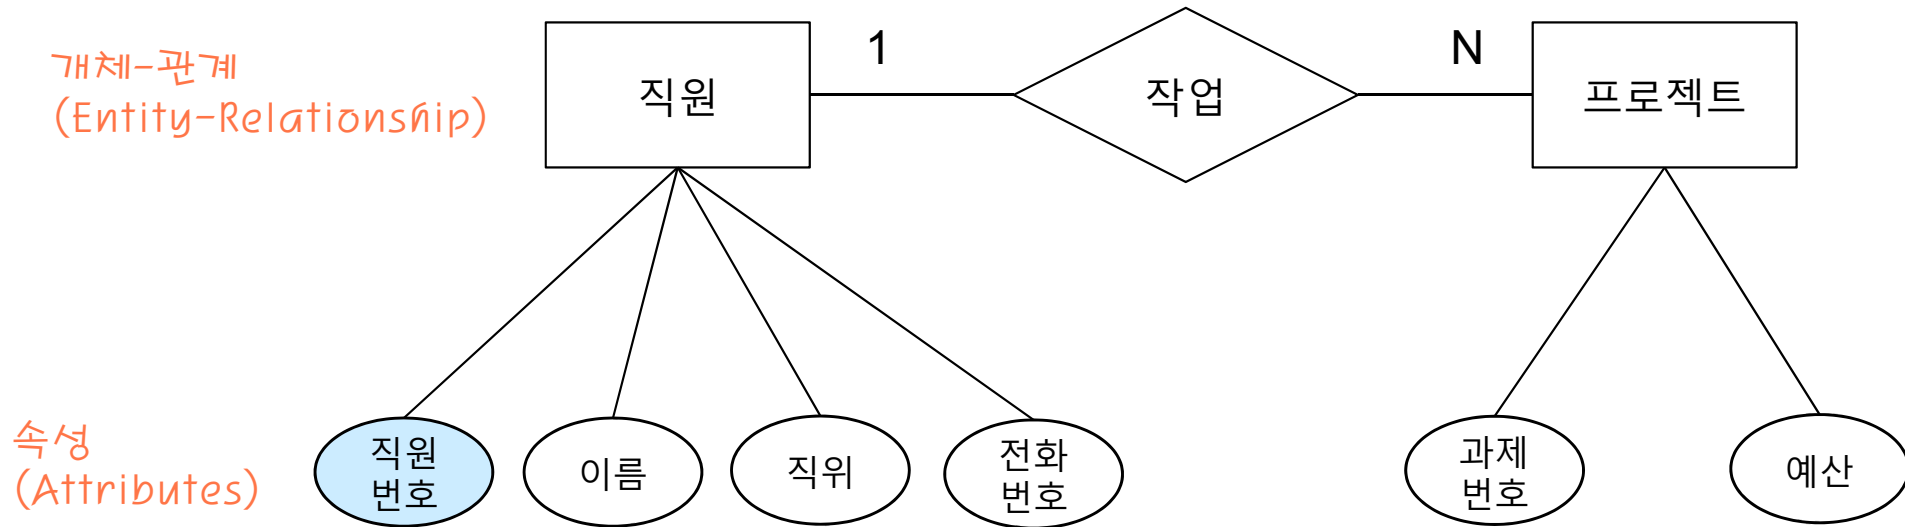 개체-관계
(Entity-Relationship)
직원
1
작업
N
프로젝트
속성
(Attributes)
직원
번호
이름
직위
전화
번호
과제
번호
예산